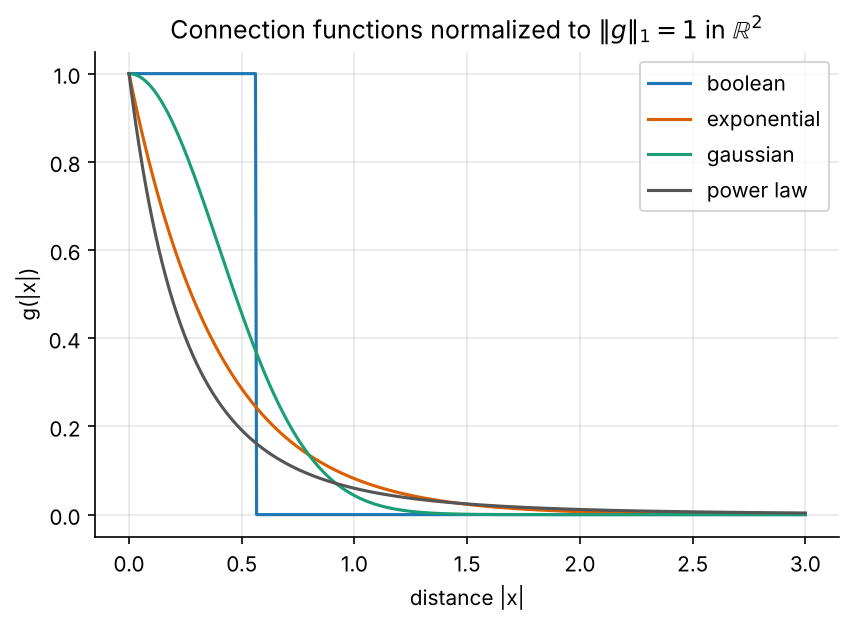 Connection functions normalized to ‖g‖₁ = 1 in ℝ²
boolean
exponential
gaussian
power law
g(|x|)
1.0
0.8
0.6
0.4
0.2
0.0
0.0 0.5 1.0 1.5 2.0 2.5 3.0
distance |x|